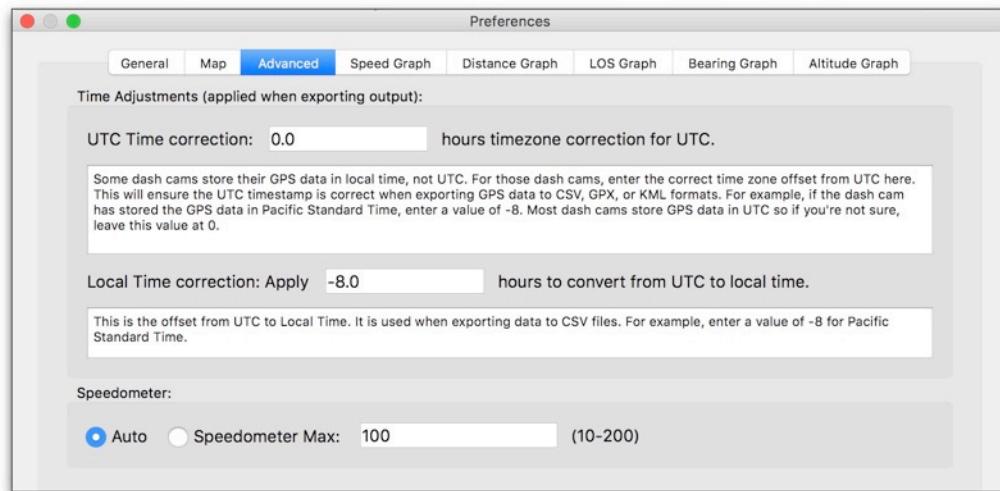 Preferences
General Map Advanced Speed Graph Distance Graph LOS Graph Bearing Graph Altitude Graph
Time Adjustments (applied when exporting output):
UTC Time correction: 0.0 hours timezone correction for UTC.
Some dash cams store their GPS data in local time, not UTC. For those dash cams, enter the correct time zone offset from UTC here.
This will ensure the UTC timestamp is correct when exporting GPS data to CSV, GPX, or KML formats. For example, if the dash cam
has stored the GPS data in Pacific Standard Time, enter a value of -8. Most dash cams store GPS data in UTC so if you're not sure,
leave this value at 0.
Local Time correction: Apply -8.0 hours to convert from UTC to local time.
This is the offset from UTC to Local Time. It is used when exporting data to CSV files. For example, enter a value of -8 for Pacific
Standard Time.
Speedometer:
Auto Speedometer Max: 100 (10-200)